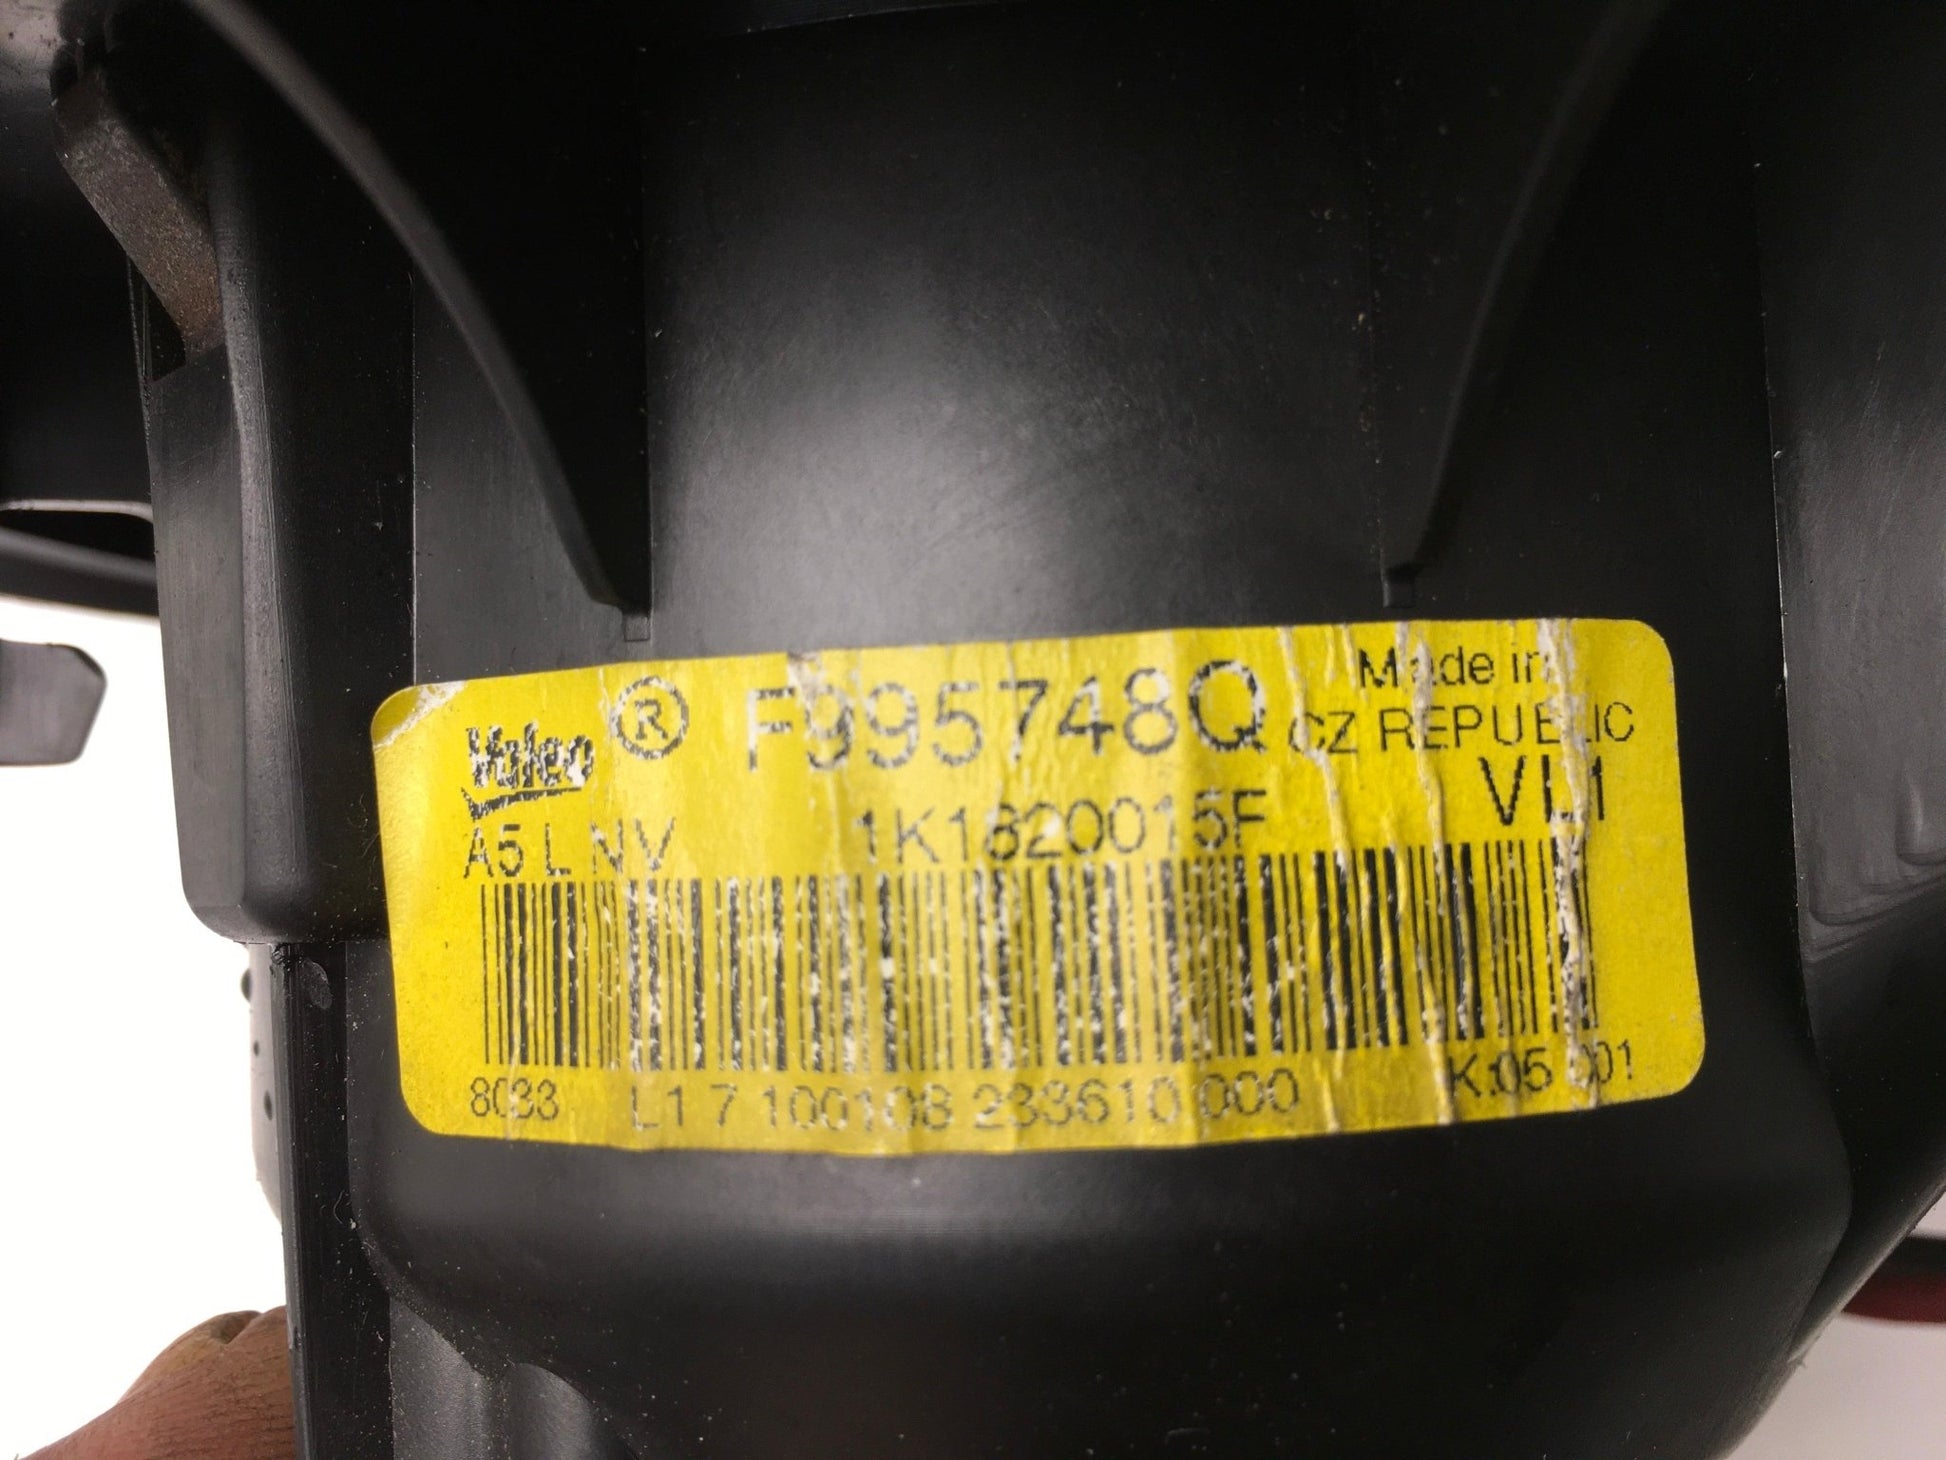 Valeo ® F995748Q Made in
CZ REPUBLIC
A5 L NV 1K1820015F VL1
8033 L1 7 100108 233610 000 K:05 001